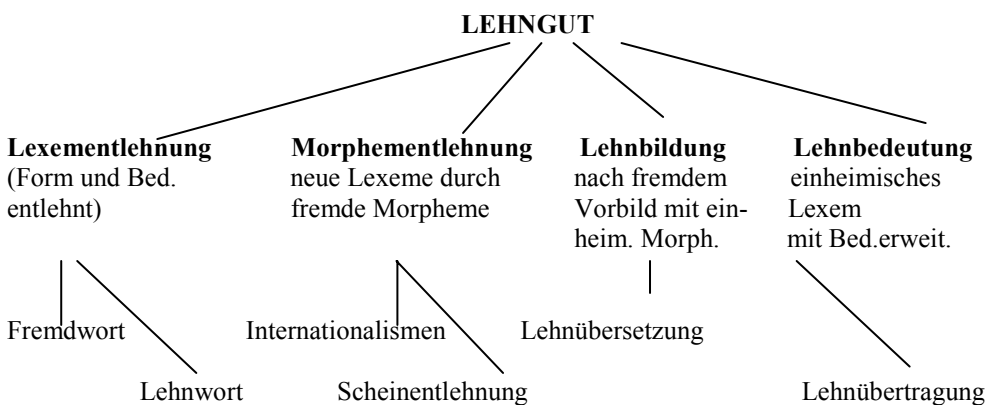 LEHNGUT
Lexementlehnung
(Form und Bed.
entlehnt)
Morphementlehnung
neue Lexeme durch
fremde Morpheme
Lehnbildung
nach fremdem
Vorbild mit ein-
heim. Morph.
Lehnbedeutung
einheimisches
Lexem
mit Bed.erweit.
Fremdwort
Internationalismen
Lehnübersetzung
Lehnwort
Scheinentlehnung
Lehnübertragung